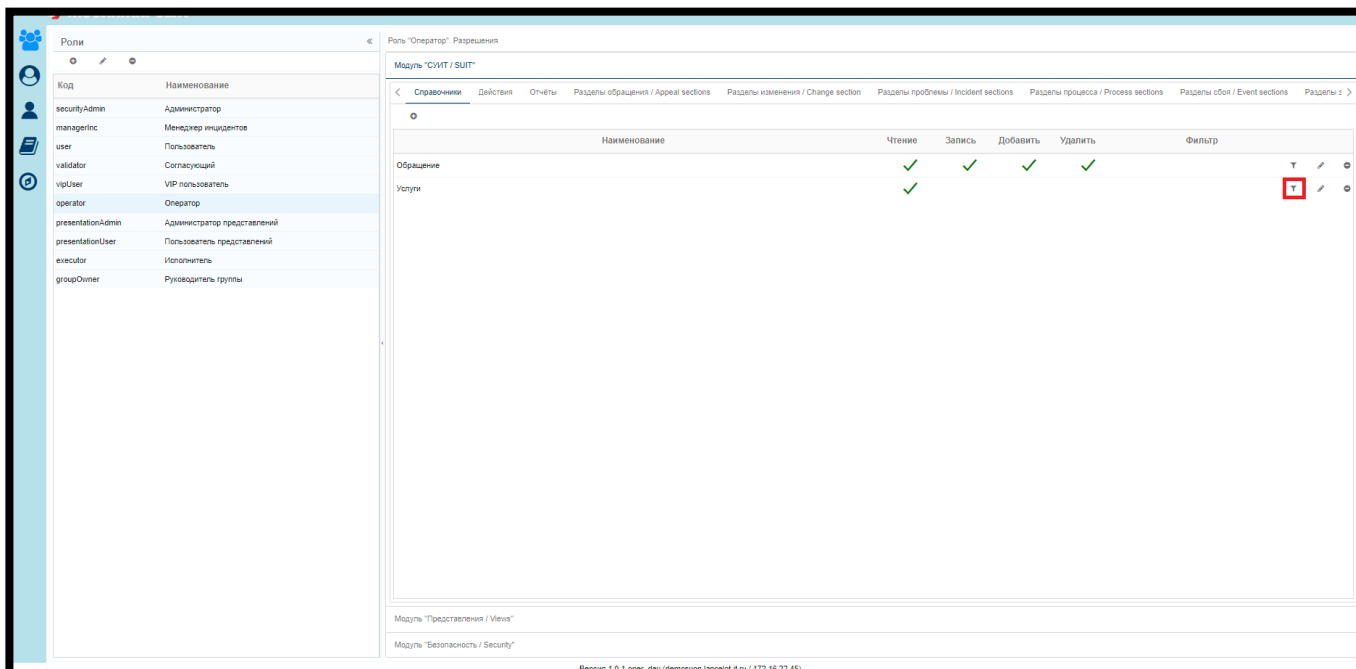 Роли
Роль "Оператор". Разрешения
Модуль "СУИТ / SUIT"
Код Наименование
securityAdmin Администратор
managerInc Менеджер инцидентов
user Пользователь
validator Согласующий
vipUser VIP пользователь
operator Оператор
presentationAdmin Администратор представлений
presentationUser Пользователь представлений
executor Исполнитель
groupOwner Руководитель группы
Справочники Действия Отчёты Разделы обращения / Appeal sections Разделы изменения / Change section Разделы проблемы / Incident sections Разделы процесса / Process sections Разделы сбоя / Event sections Разделы
Наименование Чтение Запись Добавить Удалить Фильтр
Обращение
Услуги
Модуль "Представления / Views"
Модуль "Безопасность / Security"